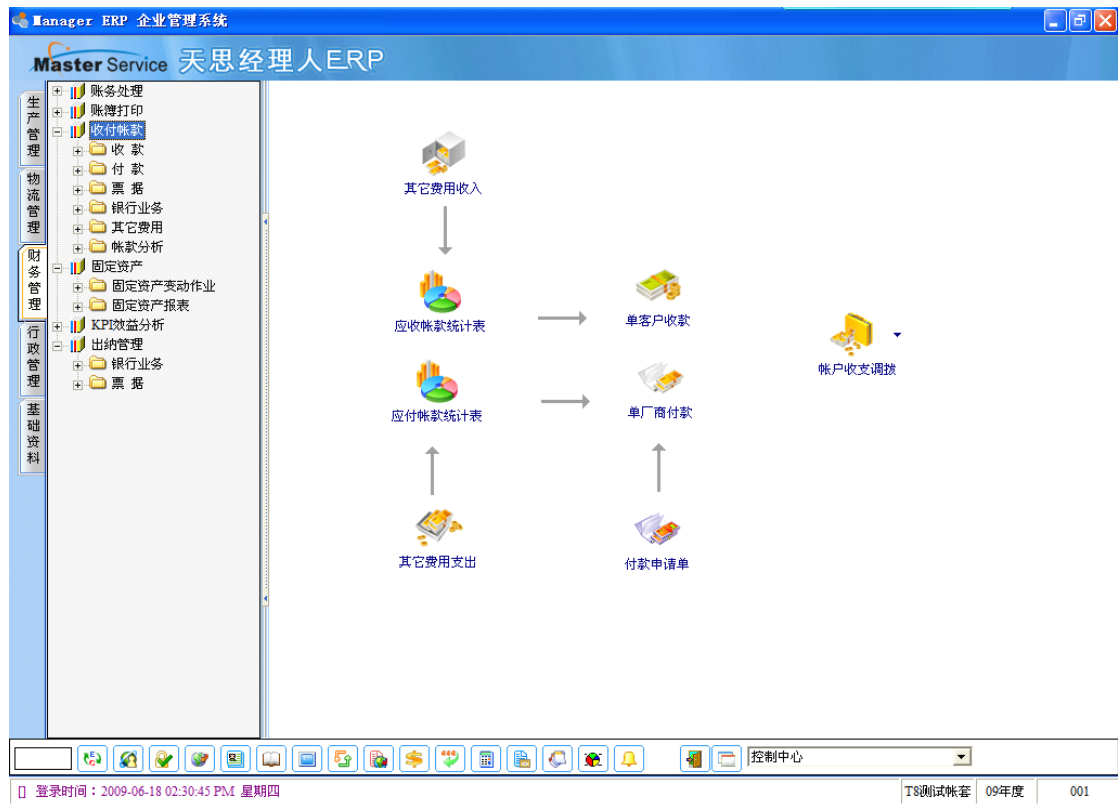 Manager ERP 企业管理系统
Master Service 天思经理人ERP
生产管理
物流管理
财务管理
行政管理
基础资料
账务处理
账簿打印
收付帐款
收 款
付 款
票 据
银行业务
其它费用
帐款分析
固定资产
固定资产变动作业
固定资产报表
KPI效益分析
出纳管理
银行业务
票 据
其它费用收入
应收帐款统计表
单客户收款
帐户收支调拨
应付帐款统计表
单厂商付款
其它费用支出
付款申请单
控制中心
[] 登录时间：2009-06-18 02:30:45 PM 星期四
T8测试帐套 09年度 001